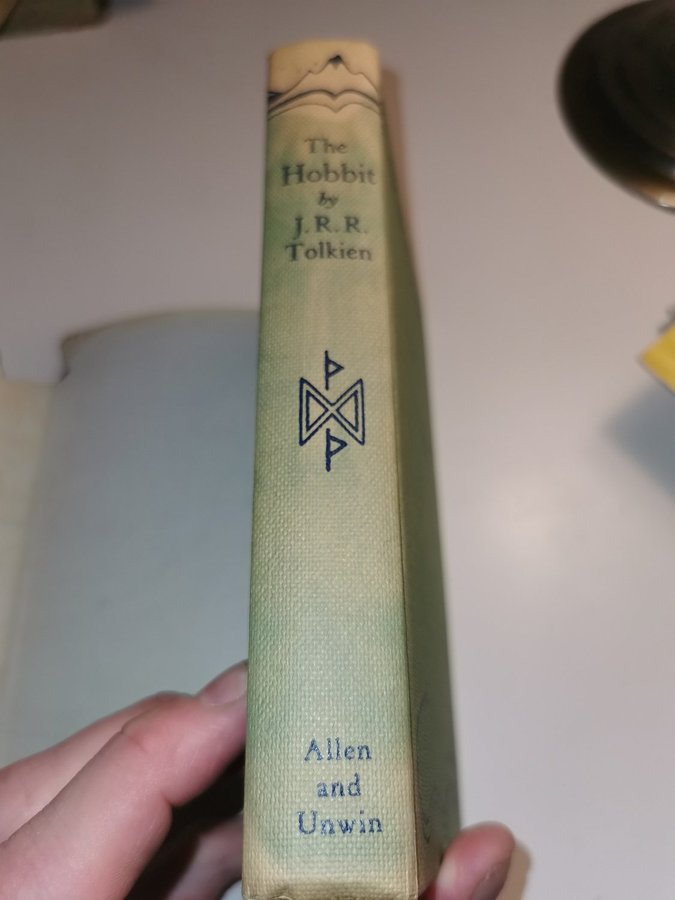 The
Hobbit
by
J.R.R.
Tolkien
ᚦ
ᛞ
ᚦ
Allen
and
Unwin